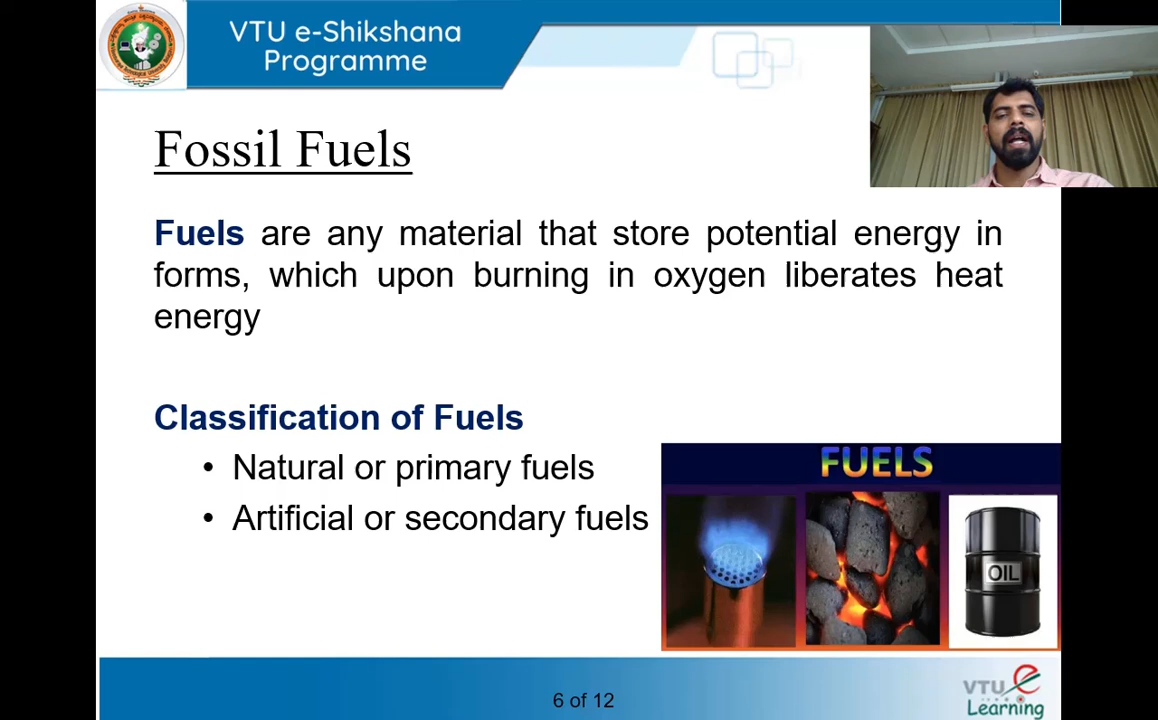 VTU e-Shikshana
Programme
Fossil Fuels
Fuels are any material that store potential energy in
forms, which upon burning in oxygen liberates heat
energy
Classification of Fuels
• Natural or primary fuels
• Artificial or secondary fuels
FUELS
OIL
6 of 12
VTU e
Learning